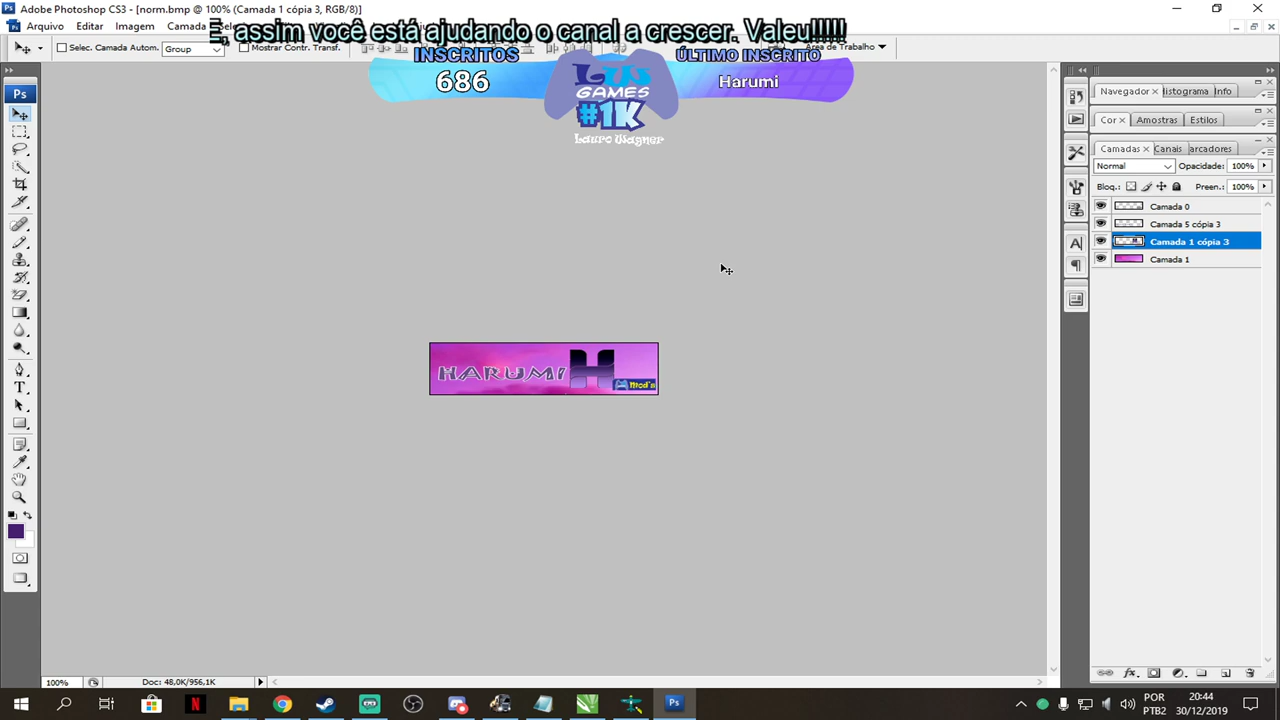 Adobe Photoshop CS3 - [norm.bmp @ 100% (Camada 1 cópia 3, RGB/8)]
Arquivo Editar Imagem Camada
E, assim você está ajudando o canal a crescer. Valeu!!!!!
Selec. Camada Autom. Group Mostrar Contr. Transf. Área de Trabalho
INSCRITOS
686
LWS
GAMES
#1K
Lauro Wagner
ÚLTIMO INSCRITO
Harumi
Ps
Navegador Histograma Info
Cor Amostras Estilos
Camadas Canais arcadores
Normal Opacidade: 100%
Bloq.: Preen.: 100%
Camada 0
Camada 5 cópia 3
Camada 1 cópia 3
Camada 1
HARUMI H
Mod's
100% Doc: 48,0K/956,1K
POR
PTB2
20:44
30/12/2019